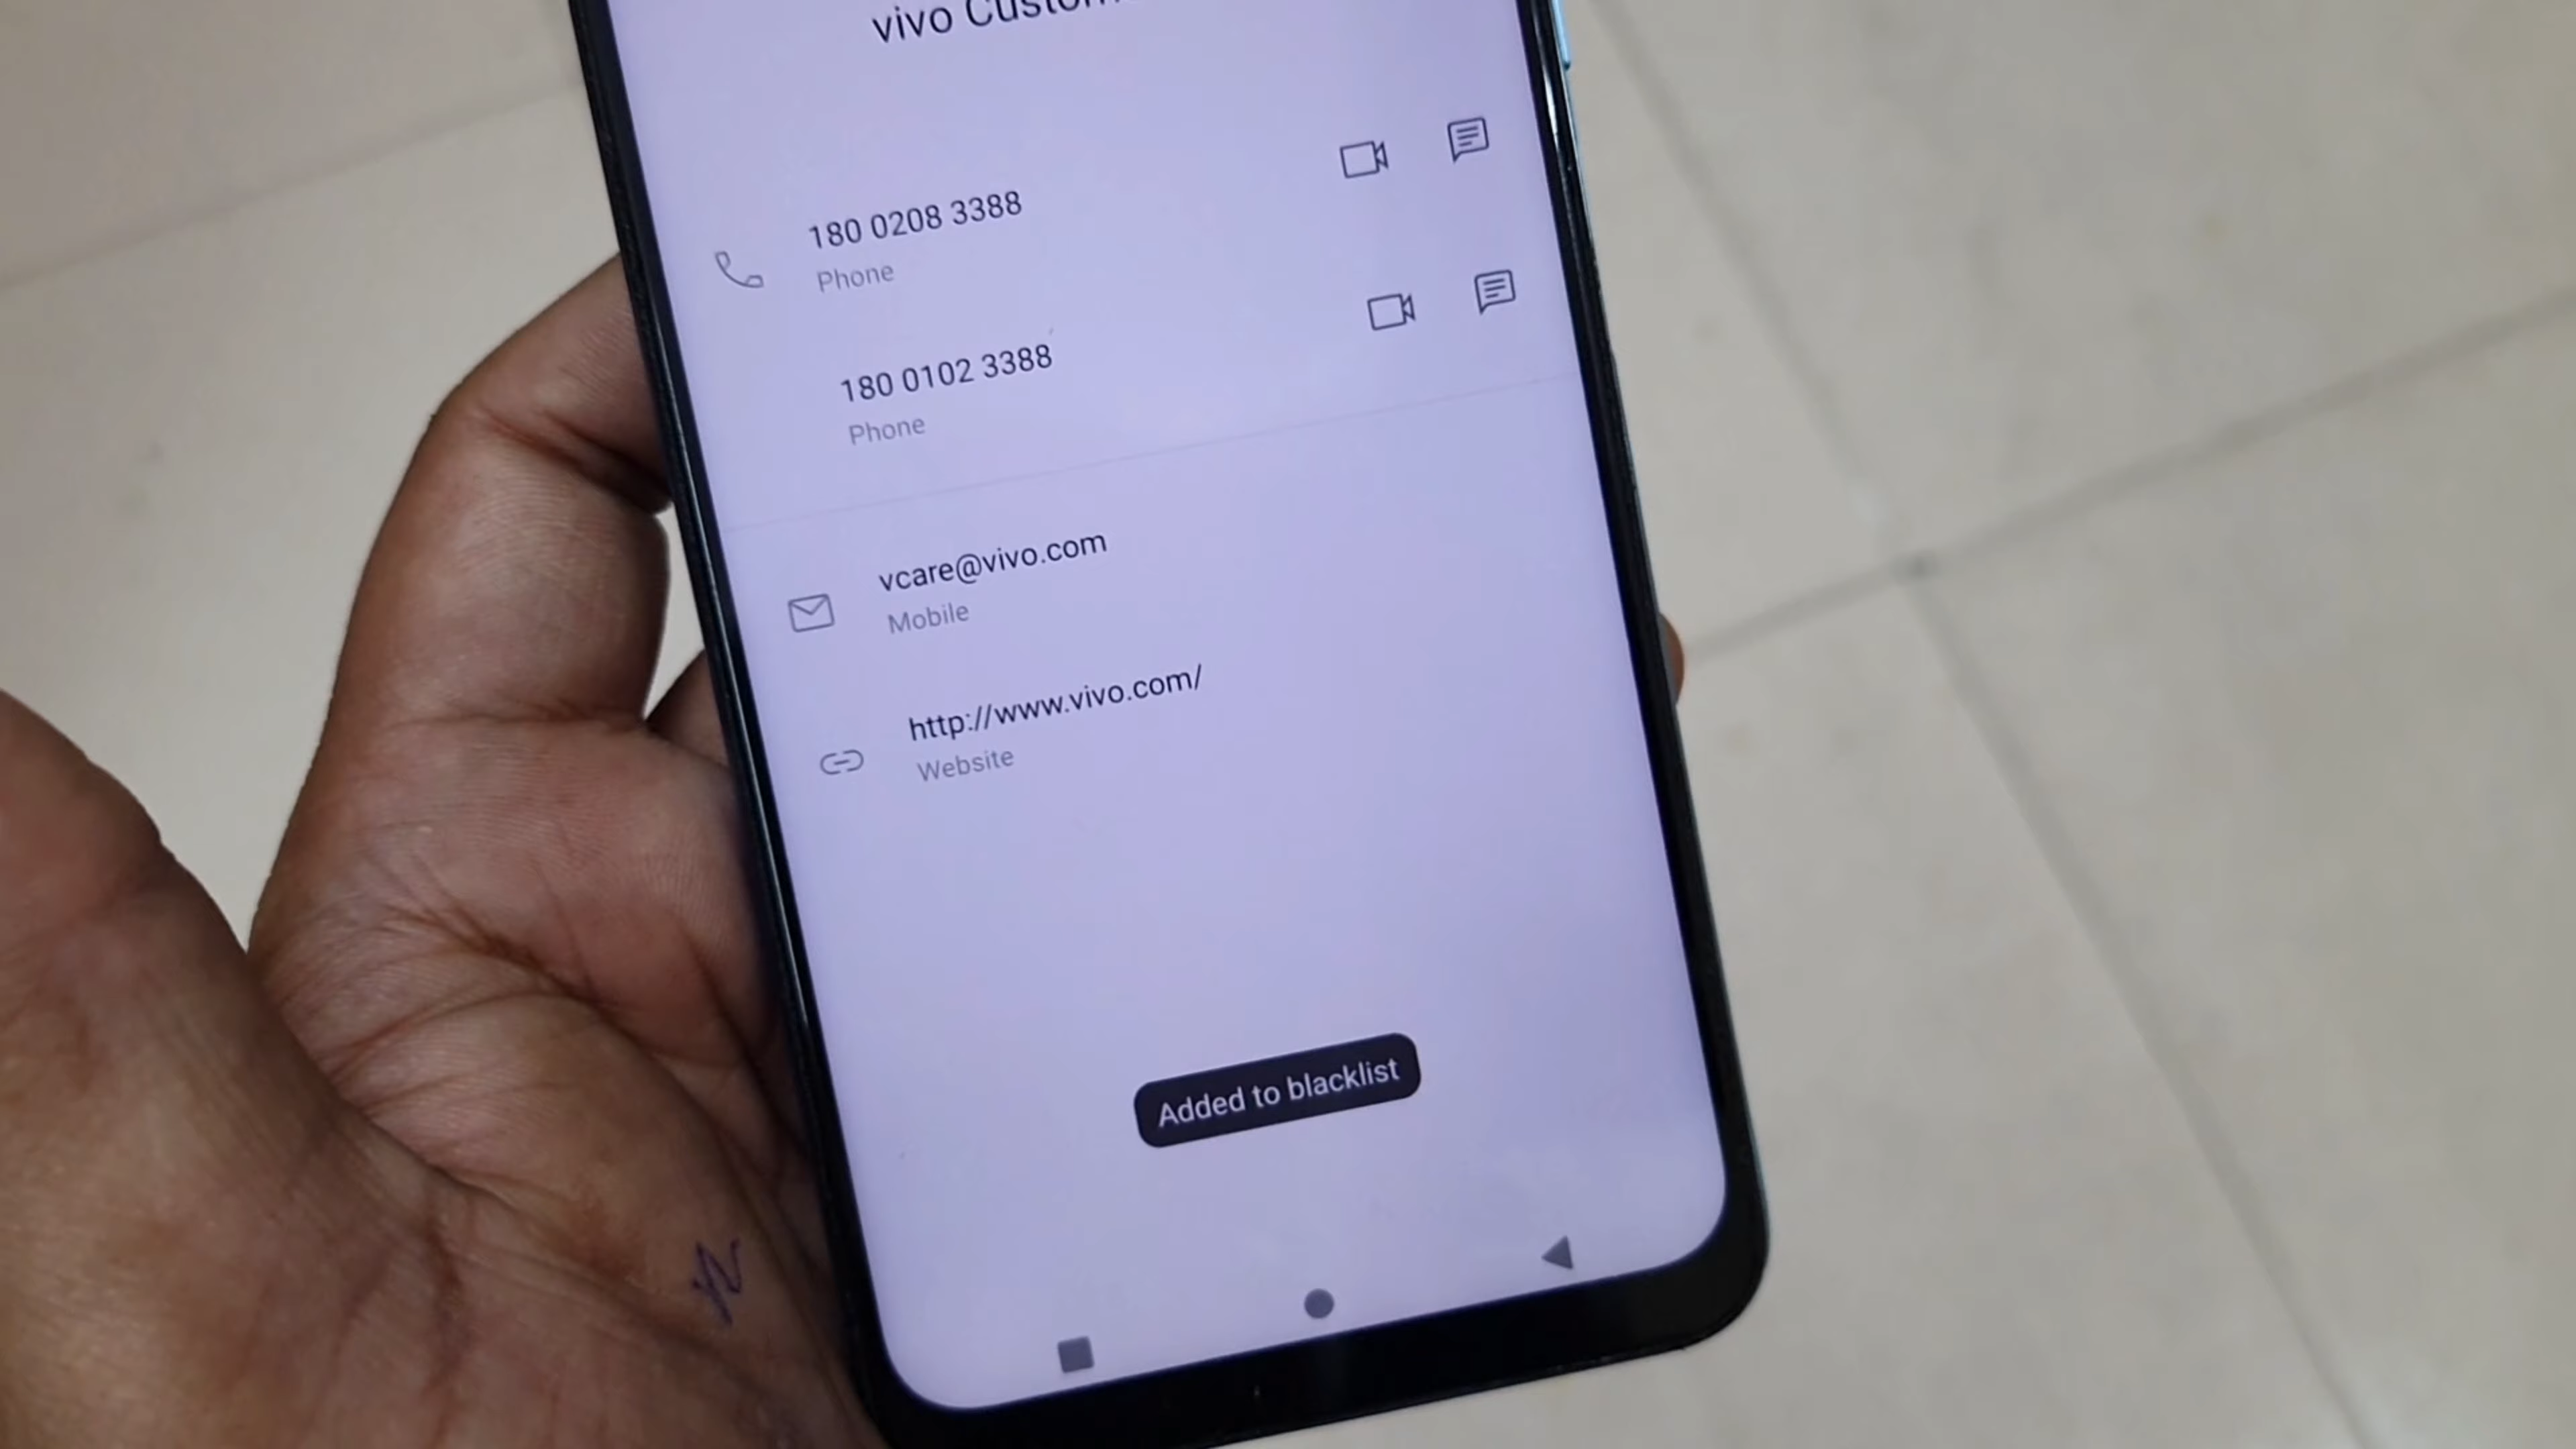 vivo
180 0208 3388
Phone
180 0102 3388
Phone
vcare@vivo.com
Mobile
http://www.vivo.com/
Website
Added to blacklist